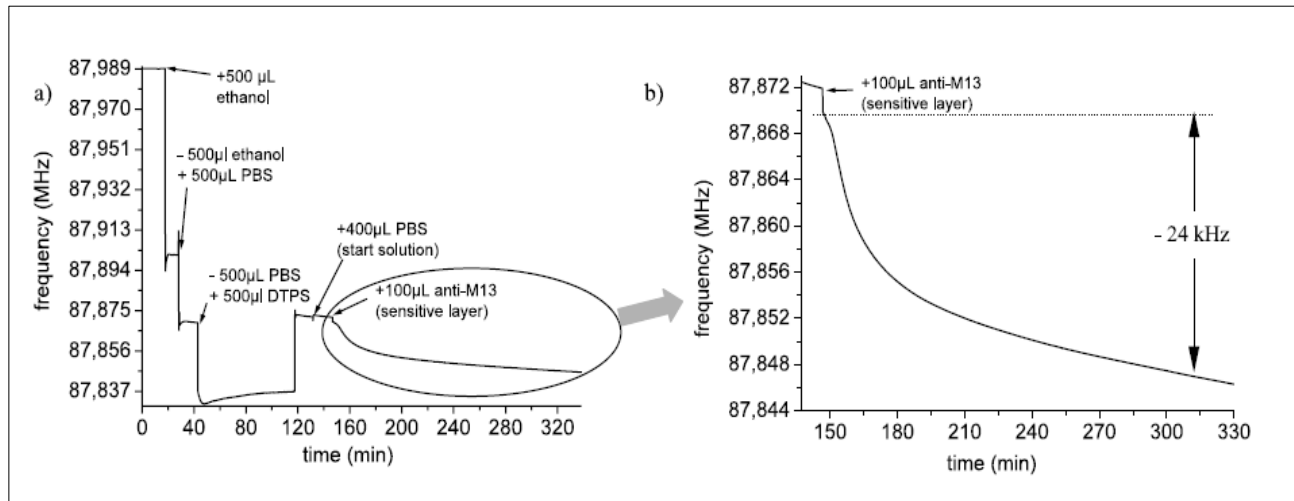 a)
frequency (MHz)
87,989
87,970
87,951
87,932
87,913
87,894
87,875
87,856
87,837
+500 µL
ethanol
- 500µl ethanol
+ 500µL PBS
- 500µL PBS
+ 500µl DTPS
+400µL PBS
(start solution)
+100µL anti-M13
(sensitive layer)
0 40 80 120 160 200 240 280 320
time (min)
b)
frequency (MHz)
87,872
87,868
87,864
87,860
87,856
87,852
87,848
87,844
+100µL anti-M13
(sensitive layer)
- 24 kHz
150 180 210 240 270 300 330
time (min)